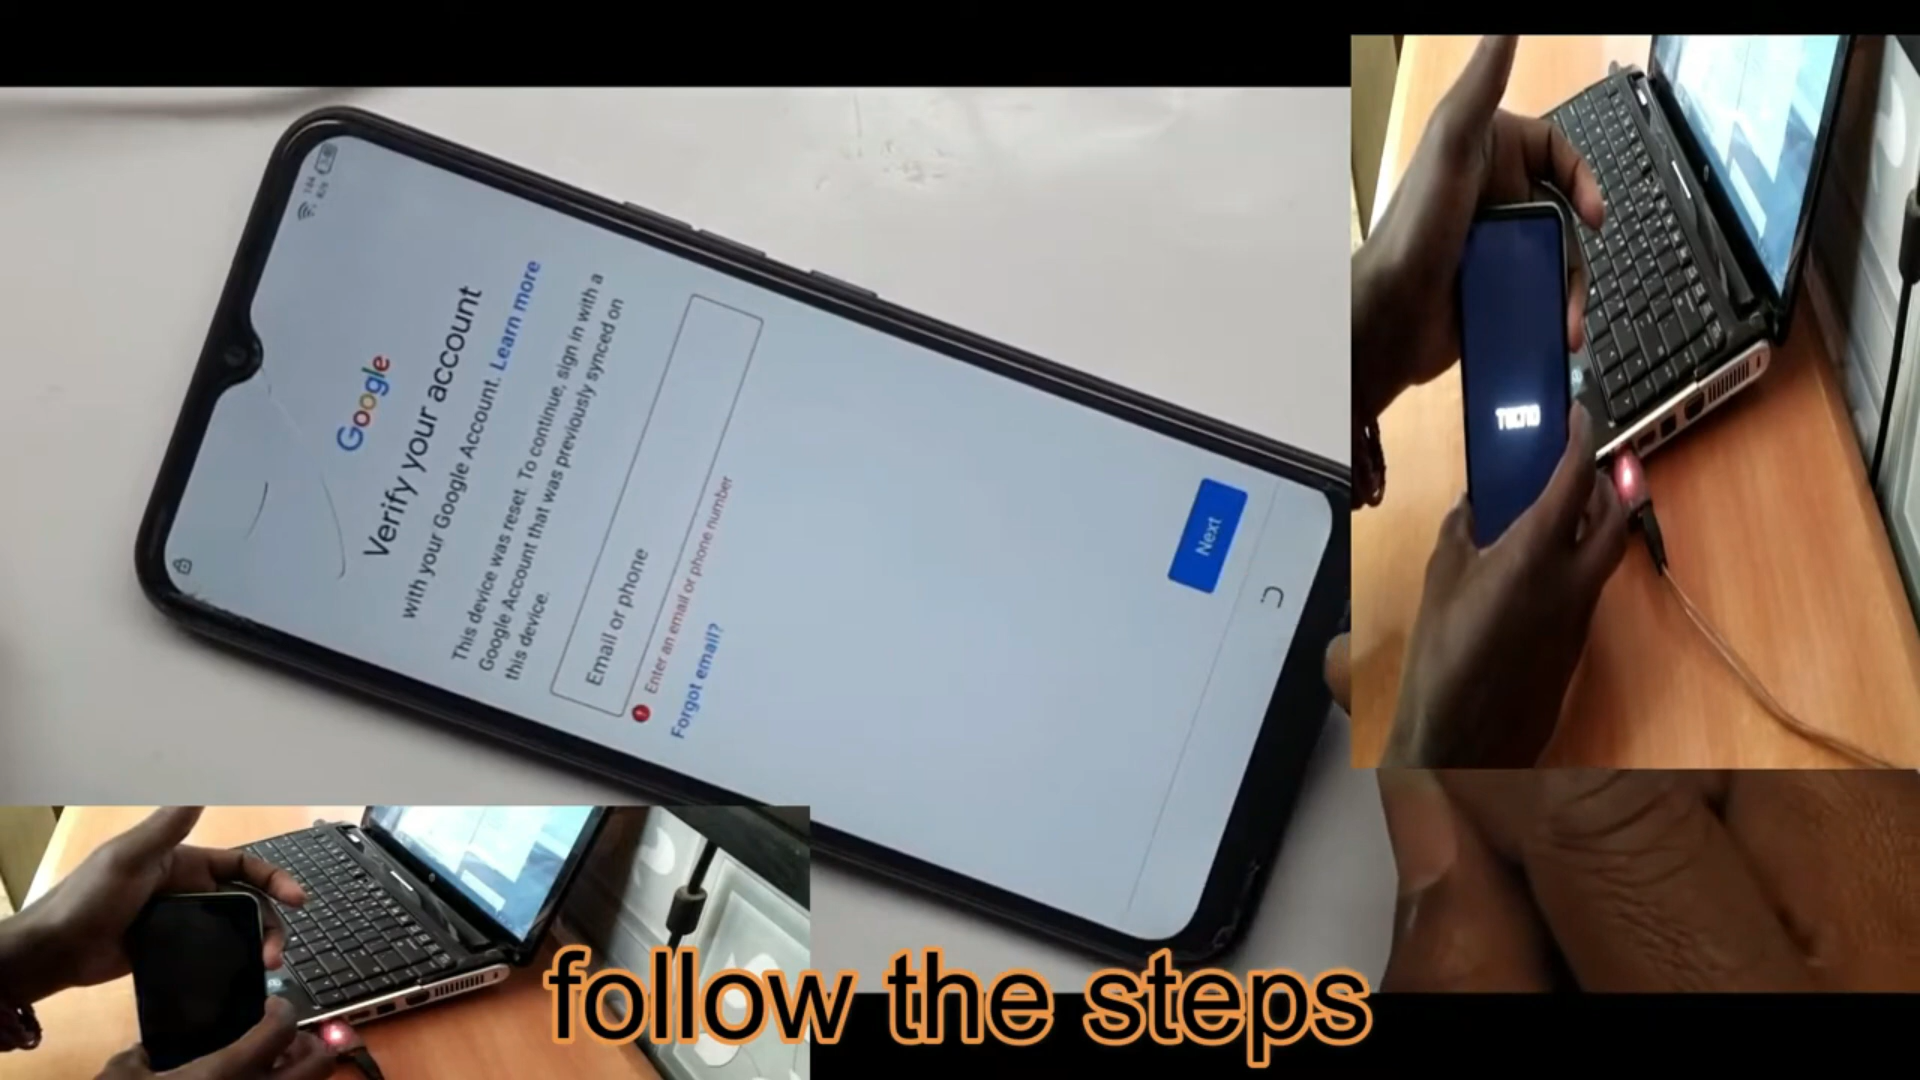 Google
Verify your account
with your Google Account. Learn more
This device was reset. To continue, sign in with a
Google Account that was previously synced on
this device.
Email or phone
Enter an email or phone number
Forgot email?
Next
TECNO
follow the steps